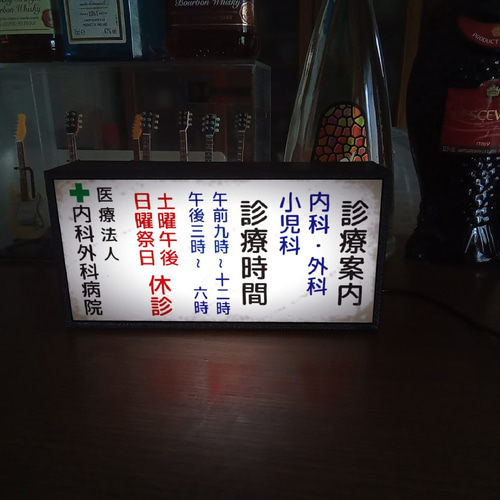 Bourbon Whisky
診療案内
内科・外科
小児科
診療時間
午前九時～十二時
午後三時～ 六時
土曜午後
日曜祭日
休診
医療法人
内科外科病院